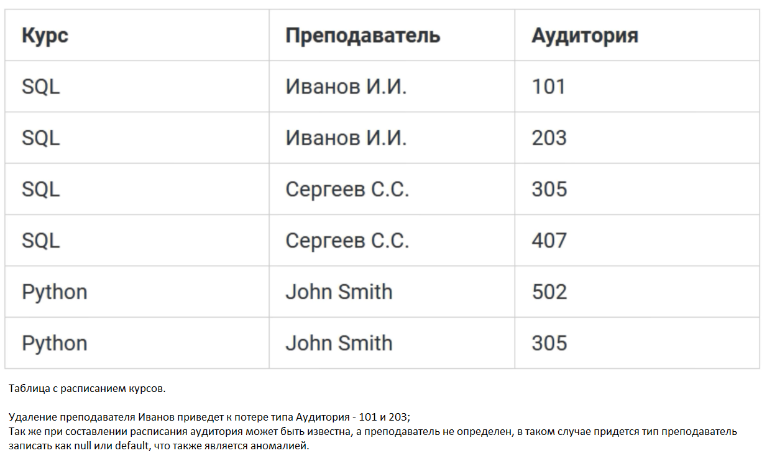 Курс Преподаватель Аудитория
SQL Иванов И.И. 101
SQL Иванов И.И. 203
SQL Сергеев С.С. 305
SQL Сергеев С.С. 407
Python John Smith 502
Python John Smith 305
Таблица с расписанием курсов.
Удаление преподавателя Иванов приведет к потере типа Аудитория - 101 и 203;
Так же при составлении расписания аудитория может быть известна, а преподаватель не определен, в таком случае придется тип преподаватель
записать как null или default, что также является аномалией.